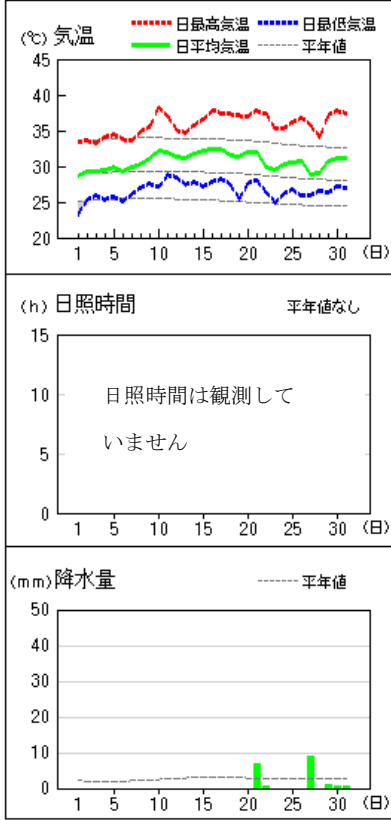 (℃) 気温
日最高気温 日最低気温
日平均気温 平年値
45
40
35
30
25
20
1 5 10 15 20 25 30 (日)
(h) 日照時間 平年値なし
15
10
5
0
日照時間は観測して
いません
1 5 10 15 20 25 30 (日)
(mm) 降水量 平年値
50
40
30
20
10
0
1 5 10 15 20 25 30 (日)